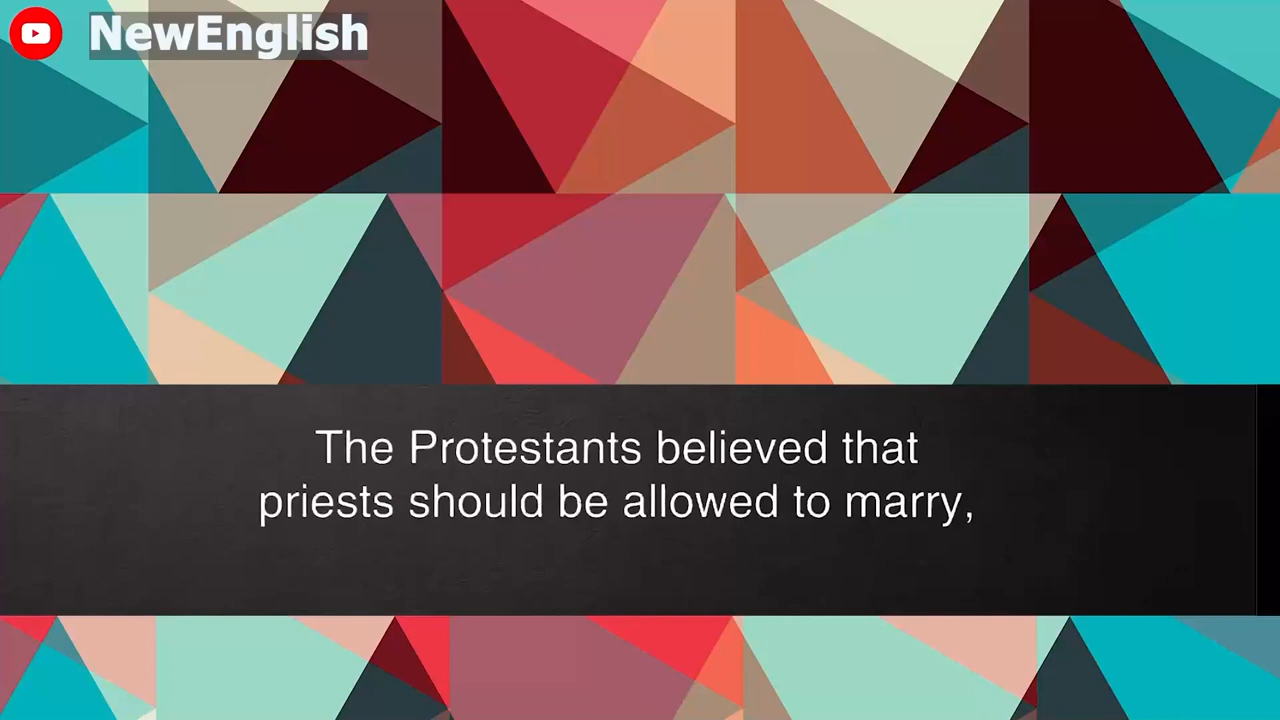 NewEnglish
The Protestants believed that
priests should be allowed to marry,